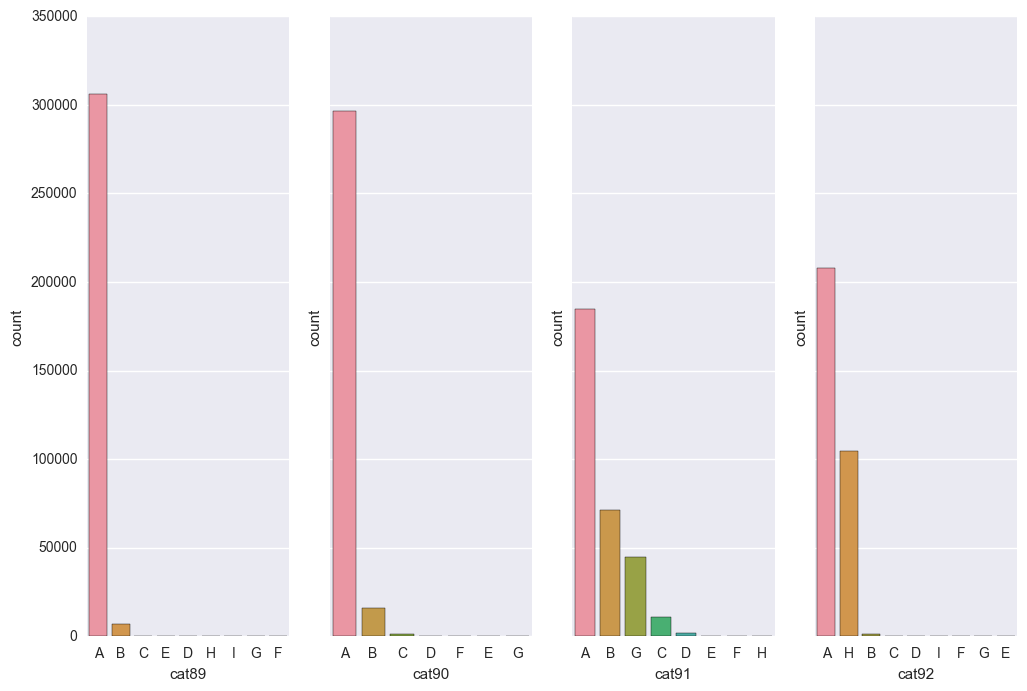 350000
300000
250000
200000
150000
100000
50000
0
count
count
count
count
A B C E D H I G F
A B C D F E G
A B G C D E F H
A H B C D I F G E
cat89
cat90
cat91
cat92